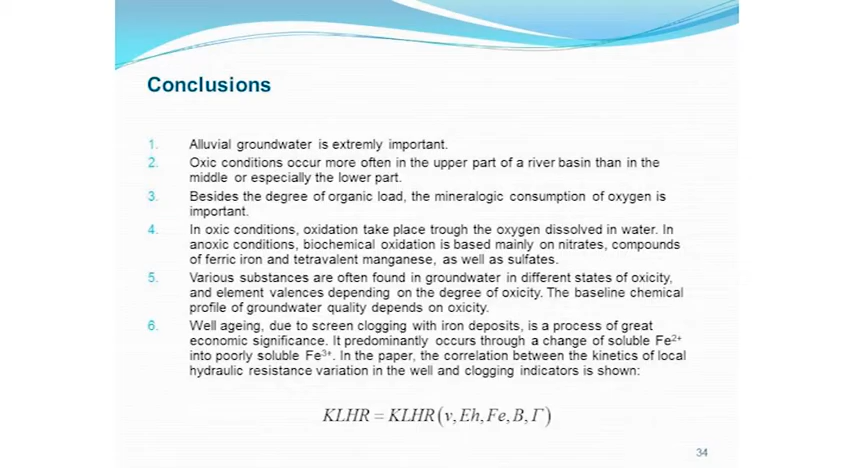 Conclusions
1. Alluvial groundwater is extremly important.
2. Oxic conditions occur more often in the upper part of a river basin than in the
middle or especially the lower part.
3. Besides the degree of organic load, the mineralogic consumption of oxygen is
important.
4. In oxic conditions, oxidation take place trough the oxygen dissolved in water. In
anoxic conditions, biochemical oxidation is based mainly on nitrates, compounds
of ferric iron and tetravalent manganese, as well as sulfates.
5. Various substances are often found in groundwater in different states of oxicity,
and element valences depending on the degree of oxicity. The baseline chemical
profile of groundwater quality depends on oxicity.
6. Well ageing, due to screen clogging with iron deposits, is a process of great
economic significance. It predominantly occurs through a change of soluble Fe²⁺
into poorly soluble Fe³⁺. In the paper, the correlation between the kinetics of local
hydraulic resistance variation in the well and clogging indicators is shown:
KLHR = KLHR(v, Eh, Fe, B, Γ)
34